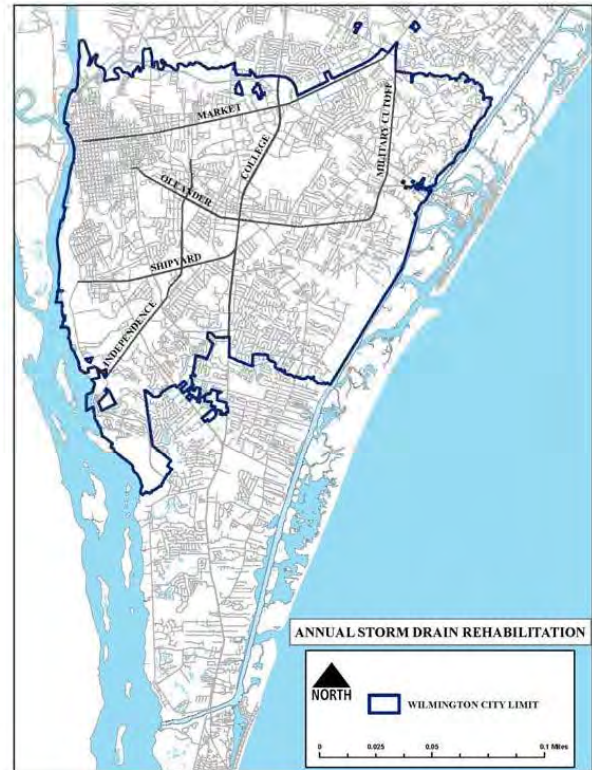 MARKET
COLLEGE
MILITARY CUTOFF
OLEANDER
SHIPYARD
INDEPENDENCE
ANNUAL STORM DRAIN REHABILITATION
NORTH
WILMINGTON CITY LIMIT
0 0.025 0.05 0.1 Miles